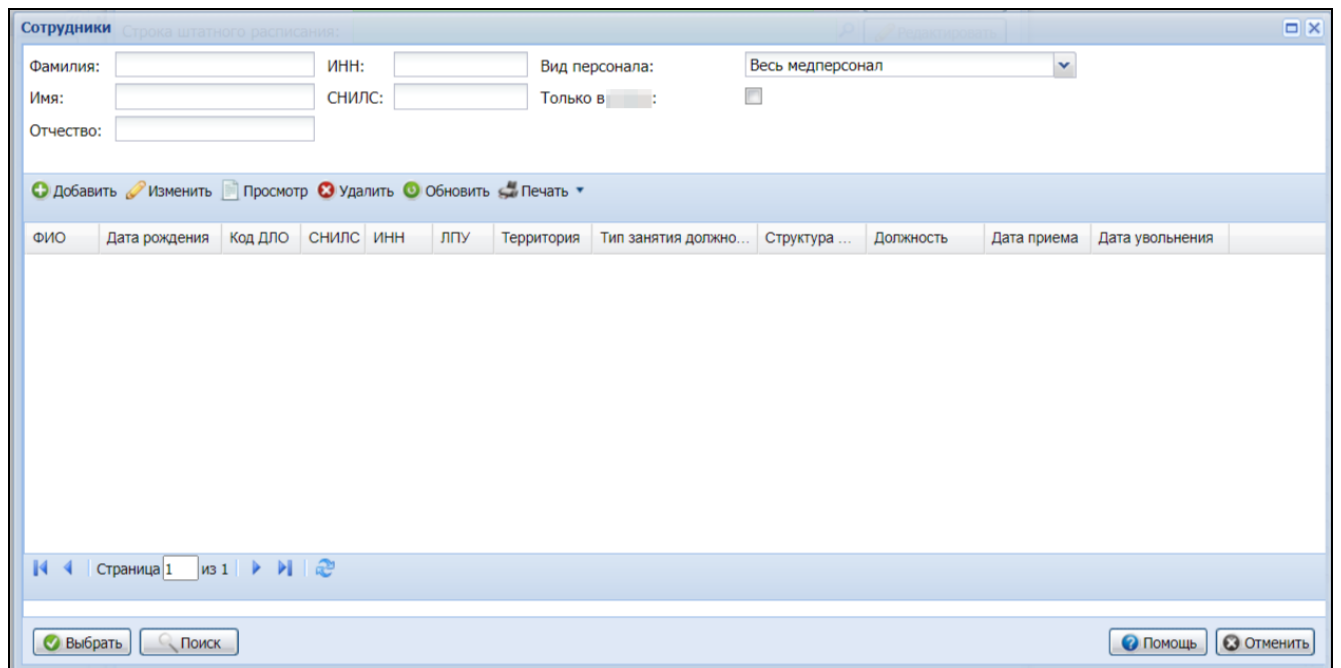 Сотрудники Строка штатного расписания: Редактировать
Фамилия: ИНН: Вид персонала: Весь медперсонал
Имя: СНИЛС: Только в :
Отчество:
Добавить Изменить Просмотр Удалить Обновить Печать
ФИО Дата рождения Код ДЛО СНИЛС ИНН ЛПУ Территория Тип занятия должно... Структура ... Должность Дата приема Дата увольнения
Страница 1 из 1
Выбрать Поиск Помощь Отменить